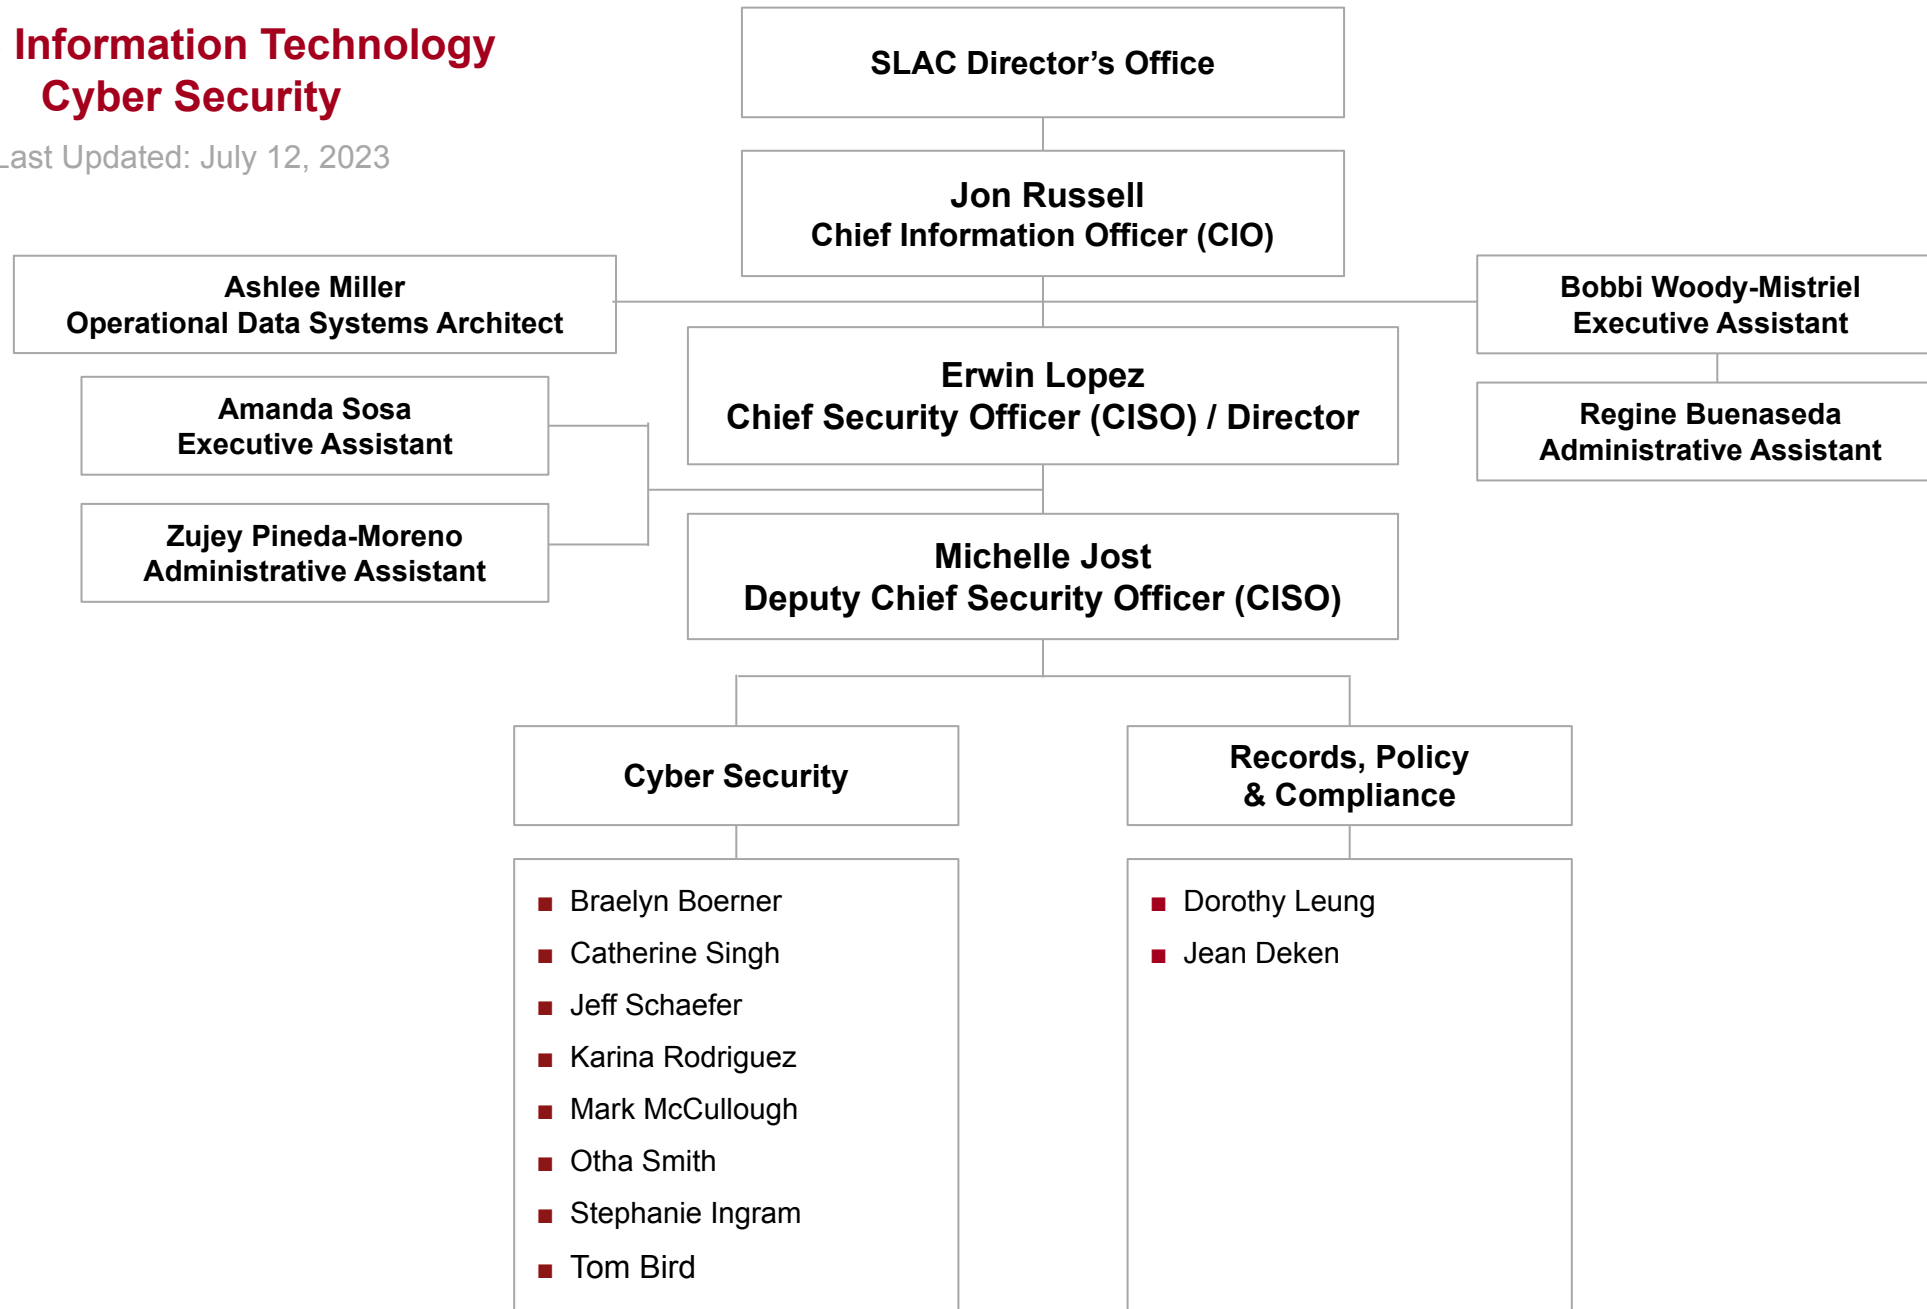 Information Technology
Cyber Security
Last Updated: July 12, 2023
SLAC Director’s Office
Jon Russell
Chief Information Officer (CIO)
Ashlee Miller
Operational Data Systems Architect
Bobbi Woody-Mistriel
Executive Assistant
Erwin Lopez
Chief Security Officer (CISO) / Director
Amanda Sosa
Executive Assistant
Regine Buenaseda
Administrative Assistant
Zujey Pineda-Moreno
Administrative Assistant
Michelle Jost
Deputy Chief Security Officer (CISO)
Cyber Security
Records, Policy
& Compliance
Braelyn Boerner
Catherine Singh
Jeff Schaefer
Karina Rodriguez
Mark McCullough
Otha Smith
Stephanie Ingram
Tom Bird
Dorothy Leung
Jean Deken